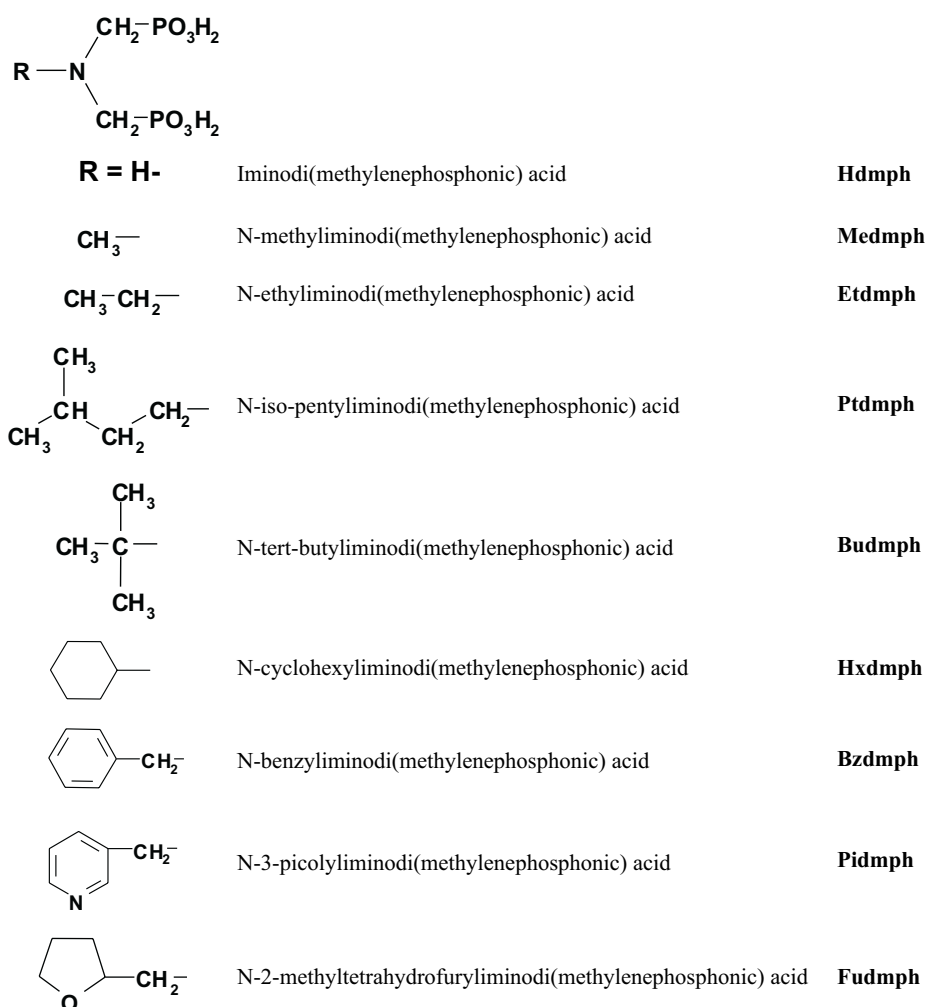 CH₂-PO₃H₂
R—N
CH₂-PO₃H₂
R = H- Iminodi(methylenephosphonic) acid Hdmph
CH₃— N-methyliminodi(methylenephosphonic) acid Medmph
CH₃-CH₂— N-ethyliminodi(methylenephosphonic) acid Etdmph
CH₃
CH CH₂— N-iso-pentyliminodi(methylenephosphonic) acid Ptdmph
CH₃ CH₂
CH₃
CH₃-C— N-tert-butyliminodi(methylenephosphonic) acid Budmph
CH₃
N-cyclohexyliminodi(methylenephosphonic) acid Hxdmph
CH₂- N-benzyliminodi(methylenephosphonic) acid Bzdmph
CH₂- N-3-picolyliminodi(methylenephosphonic) acid Pidmph
N
CH₂- N-2-methyltetrahydrofuryliminodi(methylenephosphonic) acid Fudmph
O